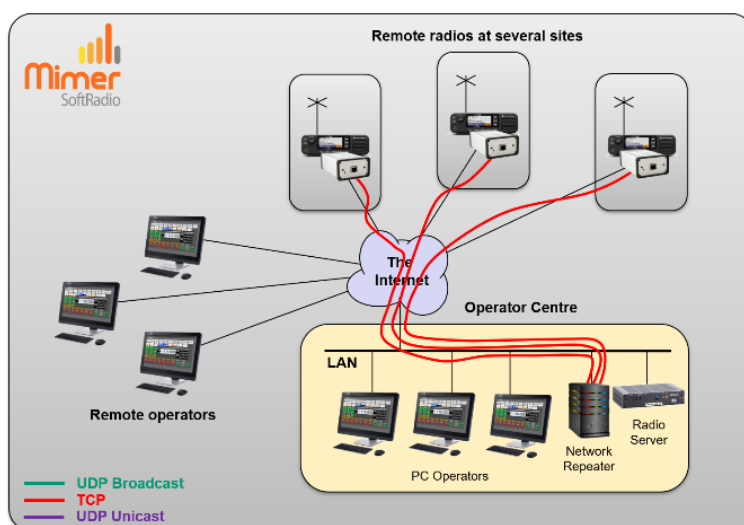 Mimer
SoftRadio
Remote radios at several sites
The
Internet
Operator Centre
LAN
Remote operators
PC Operators
Network
Repeater
Radio
Server
UDP Broadcast
TCP
UDP Unicast